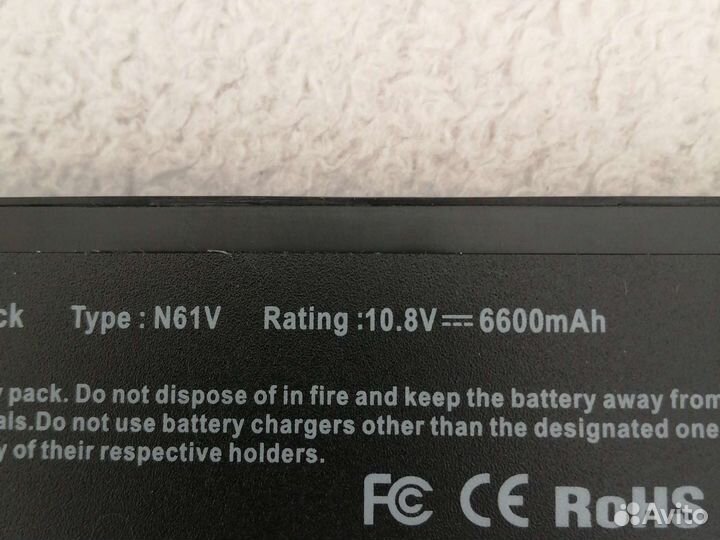 ck Type : N61V Rating :10.8V⎓6600mAh
y pack. Do not dispose of in fire and keep the battery away from
als.Do not use battery chargers other than the designated one
y of their respective holders.
FC CE RoHS
Avito